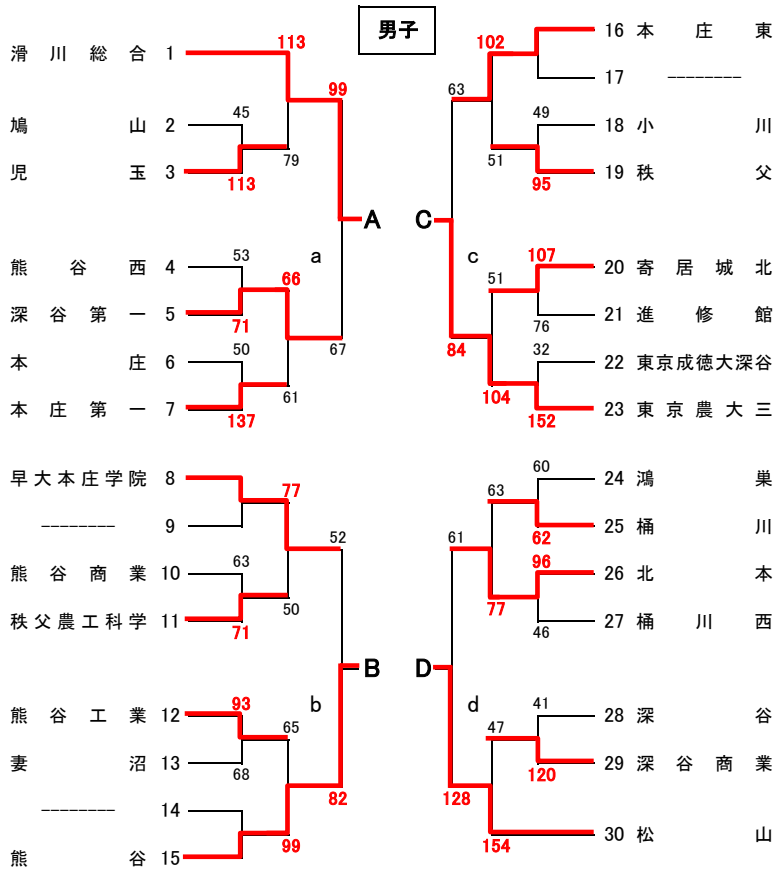 男子
滑川総合 1
113
99
鳩山 2
45
児玉 3
113
79
A
熊谷西 4
53
a
66
深谷第一 5
71
67
本庄 6
50
61
本庄第一 7
137
早大本庄学院 8
77
-------- 9
52
熊谷商業 10
63
50
秩父農工科学 11
71
B
熊谷工業 12
93
b
65
妻沼 13
68
-------- 14
82
熊谷 15
99
102
16 本庄東
63
17 --------
49
18 小川
51
95
19 秩父
C
c
107
20 寄居城北
51
76
21 進修館
84
32
22 東京成徳大深谷
104
152
23 東京農大三
60
24 鴻巣
63
62
25 桶川
61
96
26 北本
77
46
27 桶川西
D
d
41
28 深谷
47
120
29 深谷商業
128
154
30 松山